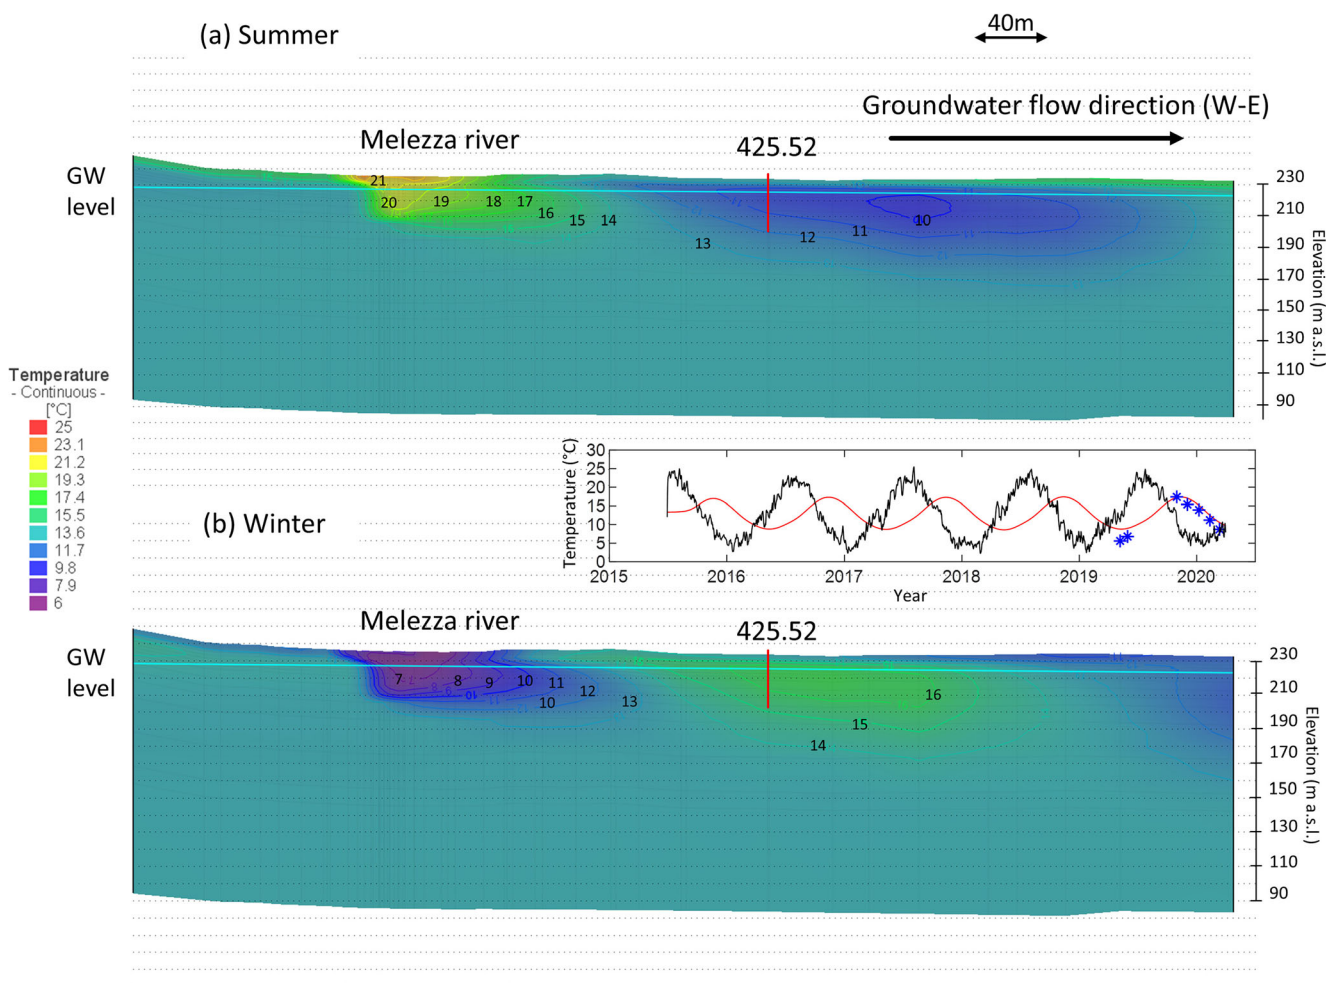 (a) Summer
40m
Groundwater flow direction (W-E)
Melezza river
425.52
GW
level
21
20 19 18 17 16 15 14
13 12 11 10
230
210
190
170
150
130
110
90
Elevation (m a.s.l.)
Temperature
- Continuous -
[°C]
25
23.1
21.2
19.3
17.4
15.5
13.6
11.7
9.8
7.9
6
Temperature (°C)
30
25
20
15
10
5
0
2015 2016 2017 2018 2019 2020
Year
(b) Winter
Melezza river
425.52
GW
level
7 8 9 10 11 12 13
10
16
15
14
11
230
210
190
170
150
130
110
90
Elevation (m a.s.l.)